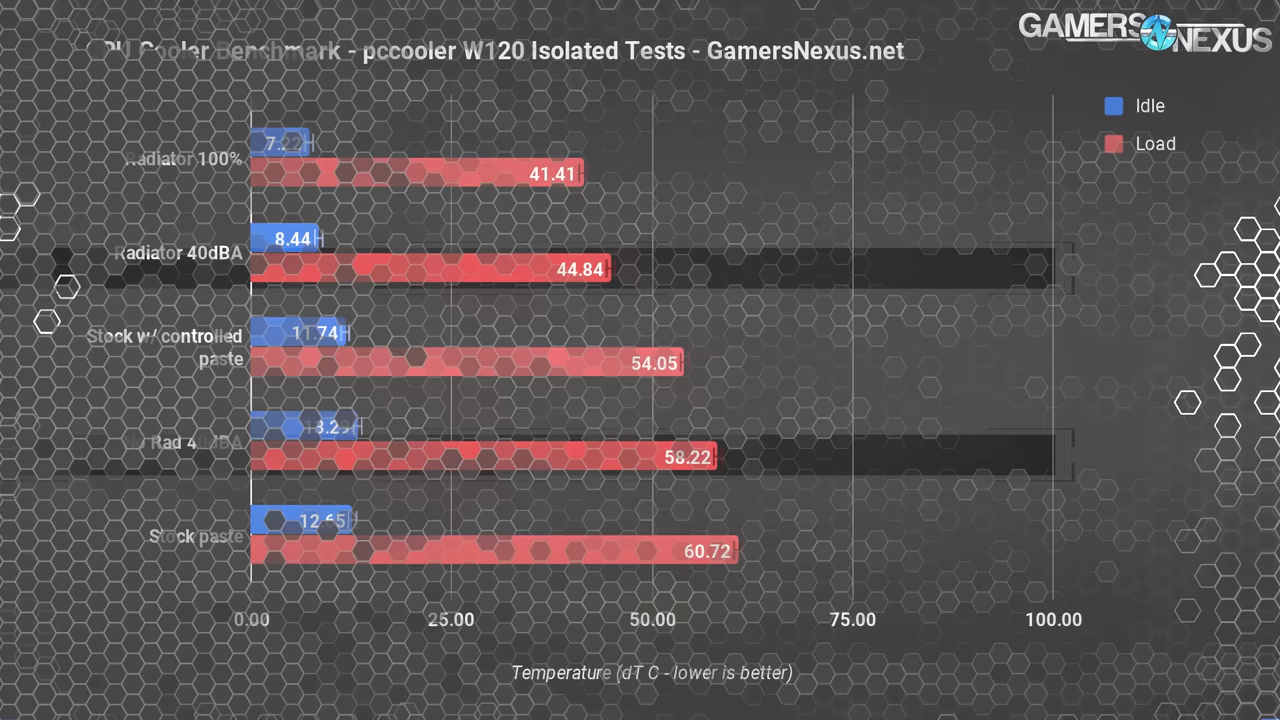 GAMERS NEXUS
Cooler Benchmark - pccooler W120 Isolated Tests - GamersNexus.net
Idle
Load
Radiator 100%
7.22
41.41
Radiator 40dBA
8.44
44.84
Stock w/ controlled
paste
11.74
54.05
Rad
58.22
Stock paste
12.65
60.72
0.00
25.00
50.00
75.00
100.00
Temperature (dT C - lower is better)